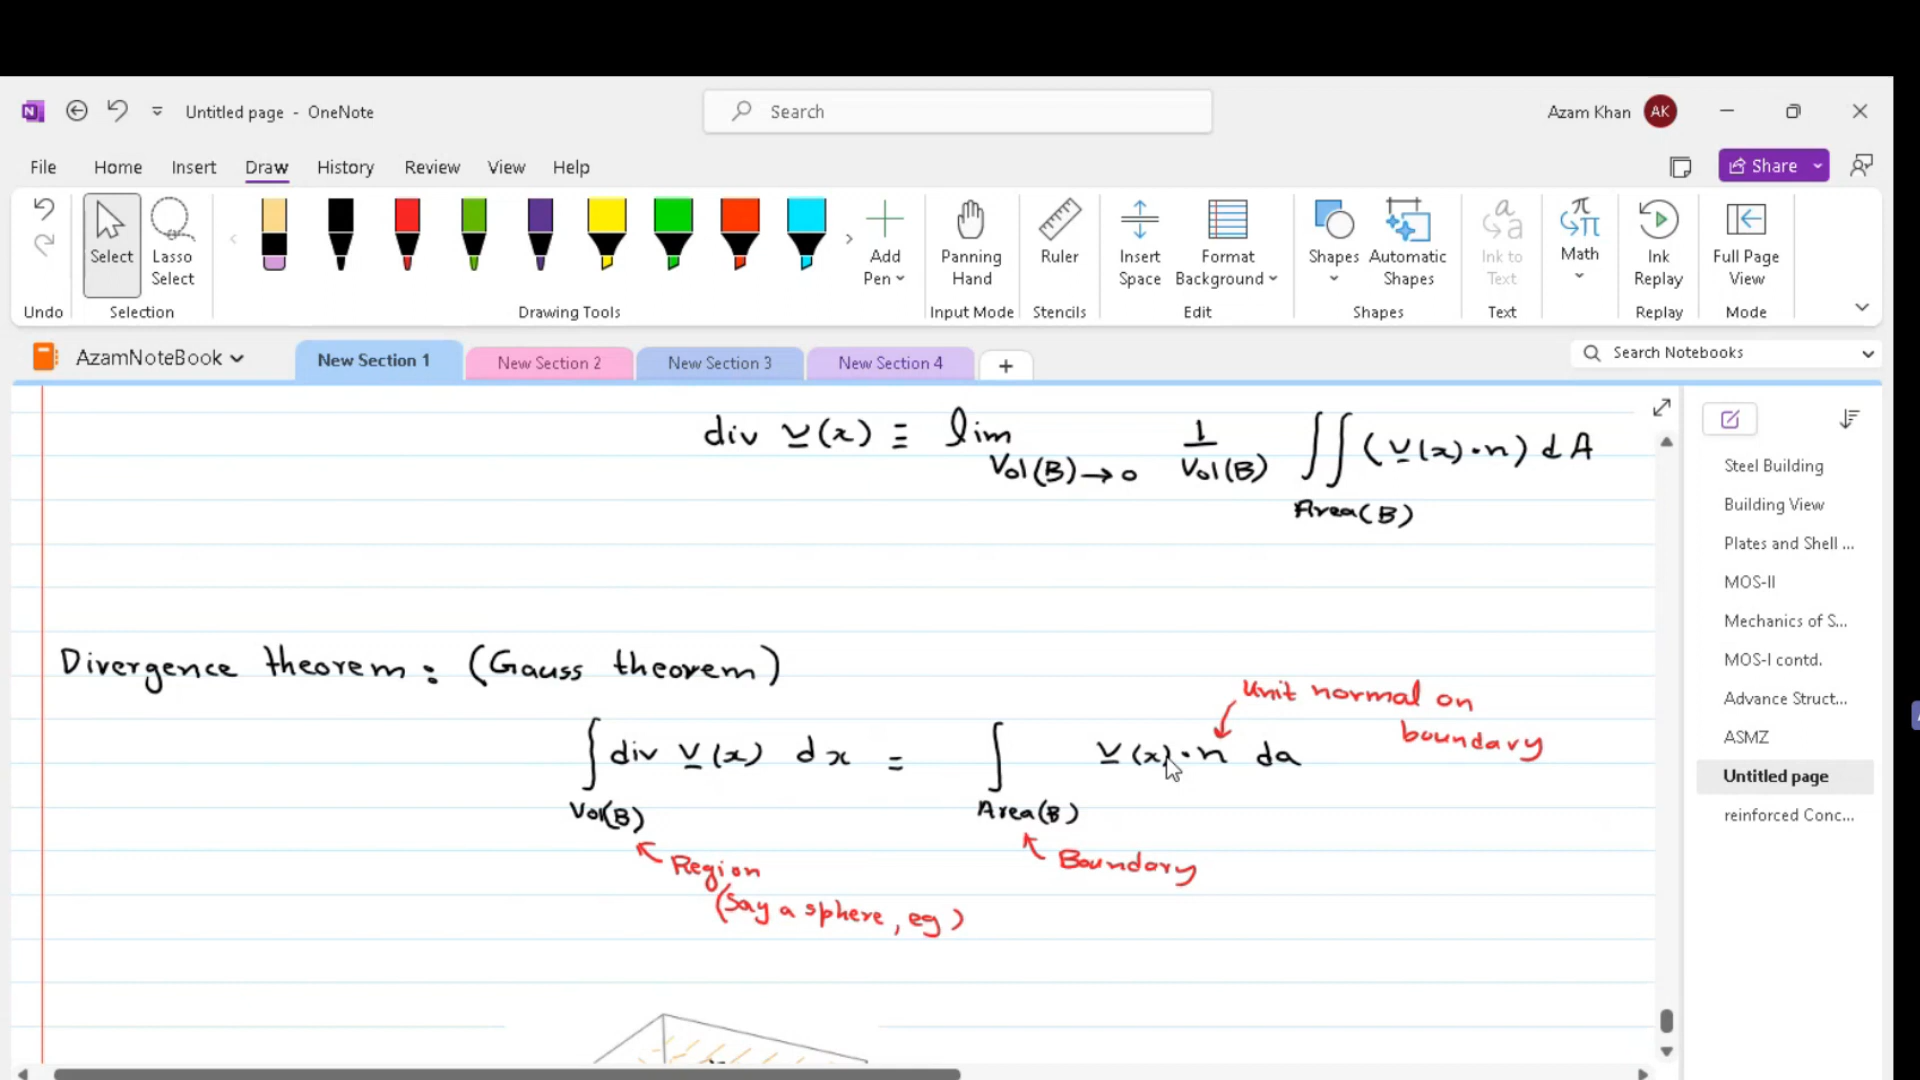 Untitled page - OneNote
Search
Azam Khan AK
File Home Insert Draw History Review View Help
Share
Select
Lasso Select
Add Pen
Panning Hand
Ruler
Insert Space
Format Background
Shapes
Automatic Shapes
Ink to Text
Math
Ink Replay
Full Page View
Undo Selection Drawing Tools Input Mode Stencils Edit Shapes Text Replay Mode
AzamNoteBook New Section 1 New Section 2 New Section 3 New Section 4 +
Search Notebooks
div v(x) ≡ lim Vol(B)→0 1/Vol(B) ∬ (v(x)·n) dA
Area(B)
Divergence theorem: (Gauss theorem)
Unit normal on
boundary
∫ div v(x) dx = ∫ v(x)·n da
Vol(B) Area(B)
Region
(Say a sphere, eg)
Boundary
Steel Building
Building View
Plates and Shell ...
MOS-II
Mechanics of S...
MOS-I contd.
Advance Struct...
ASMZ
Untitled page
reinforced Conc...